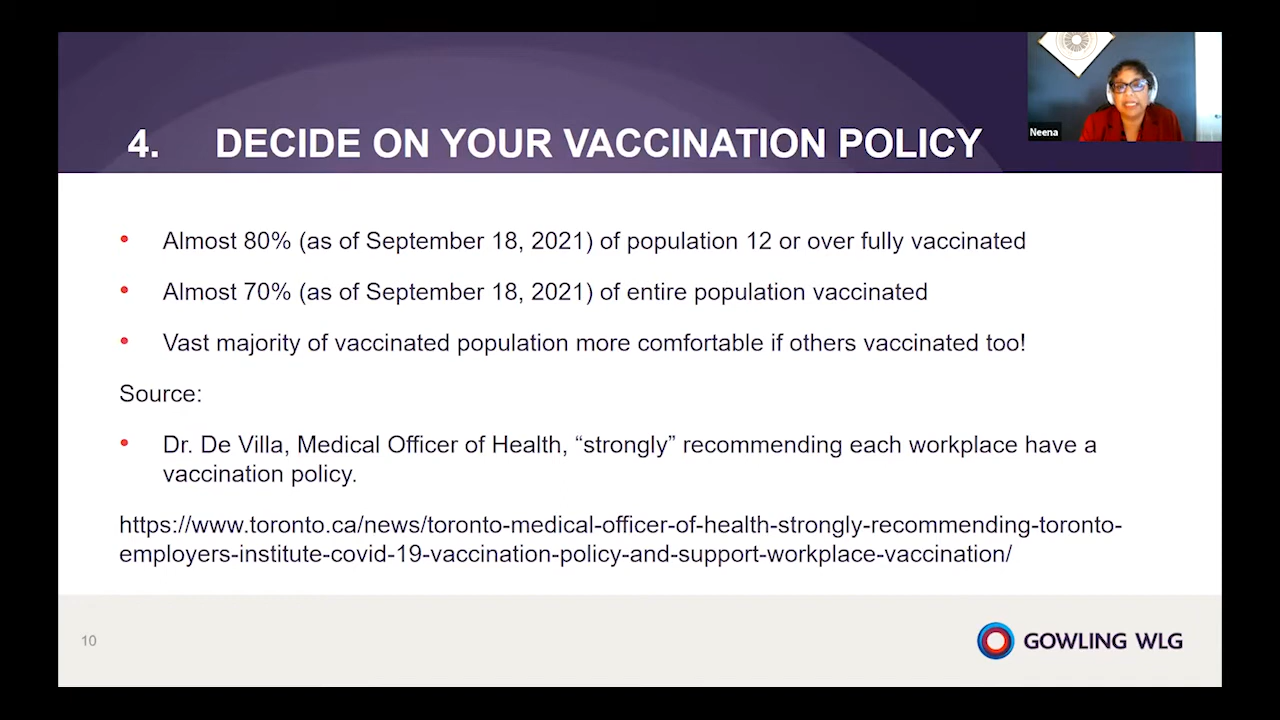 4. DECIDE ON YOUR VACCINATION POLICY
Neena
• Almost 80% (as of September 18, 2021) of population 12 or over fully vaccinated
• Almost 70% (as of September 18, 2021) of entire population vaccinated
• Vast majority of vaccinated population more comfortable if others vaccinated too!
Source:
• Dr. De Villa, Medical Officer of Health, “strongly” recommending each workplace have a
vaccination policy.
https://www.toronto.ca/news/toronto-medical-officer-of-health-strongly-recommending-toronto-
employers-institute-covid-19-vaccination-policy-and-support-workplace-vaccination/
10
GOWLING WLG